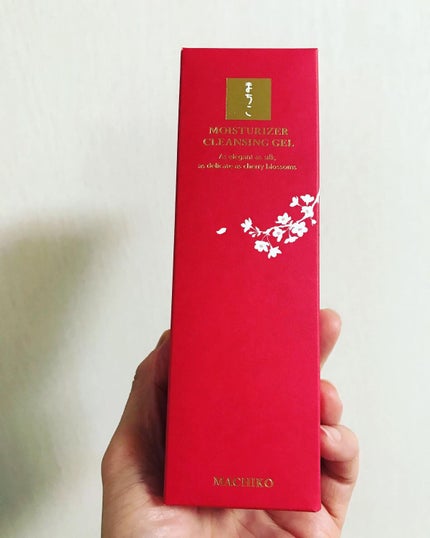 まちこ
MOISTURIZER
CLEANSING GEL
As elegant as silk,
as delicate as cherry blossoms
MACHIKO